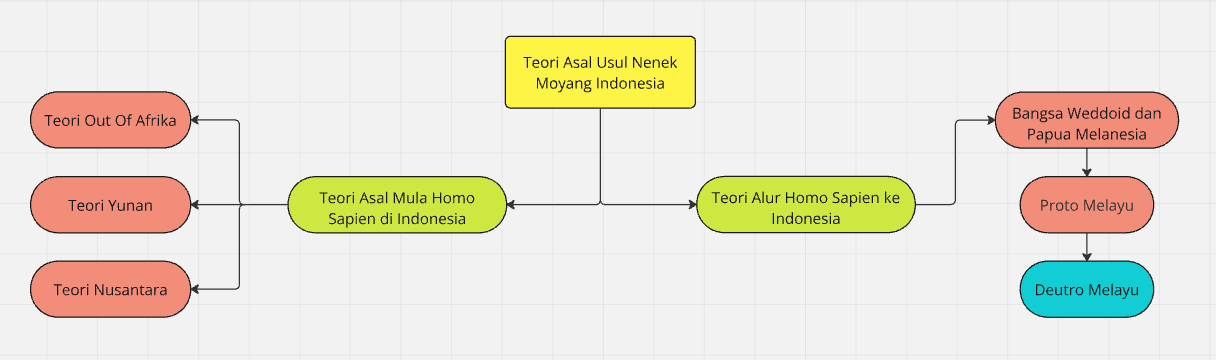 Teori Asal Usul Nenek
Moyang Indonesia
Teori Out Of Afrika
Teori Yunan
Teori Nusantara
Teori Asal Mula Homo
Sapien di Indonesia
Teori Alur Homo Sapien ke
Indonesia
Bangsa Weddoid dan
Papua Melanesia
Proto Melayu
Deutro Melayu